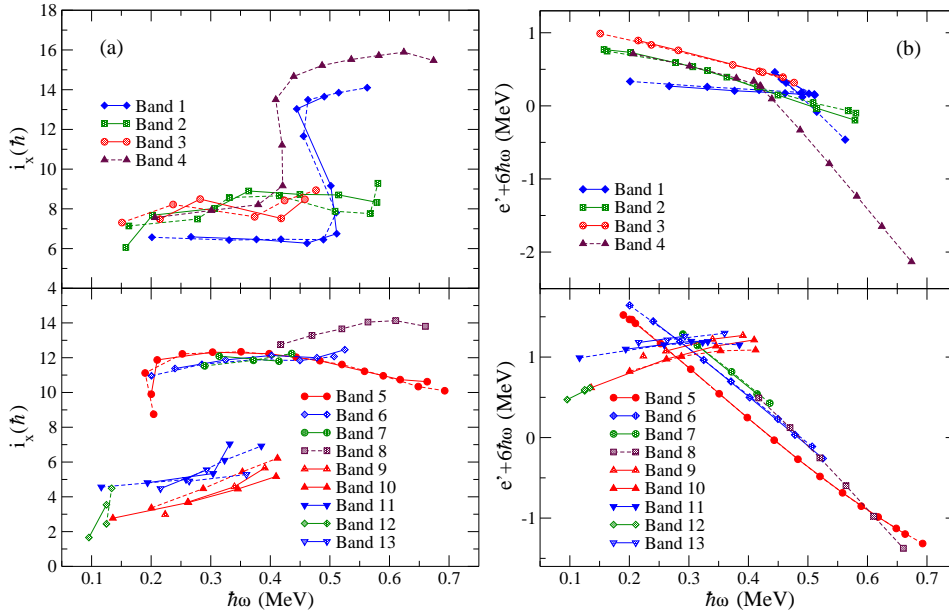 (a)
18
16
14
12
10
8
6
4
i_x(ħ)
Band 1
Band 2
Band 3
Band 4
(b)
1
0
-1
-2
e'+6ħω (MeV)
Band 1
Band 2
Band 3
Band 4
14
12
10
8
6
4
2
0
i_x(ħ)
Band 5
Band 6
Band 7
Band 8
Band 9
Band 10
Band 11
Band 12
Band 13
0.1 0.2 0.3 0.4 0.5 0.6 0.7
ħω (MeV)
1
0
-1
e'+6ħω (MeV)
Band 5
Band 6
Band 7
Band 8
Band 9
Band 10
Band 11
Band 12
Band 13
0.1 0.2 0.3 0.4 0.5 0.6 0.7
ħω (MeV)